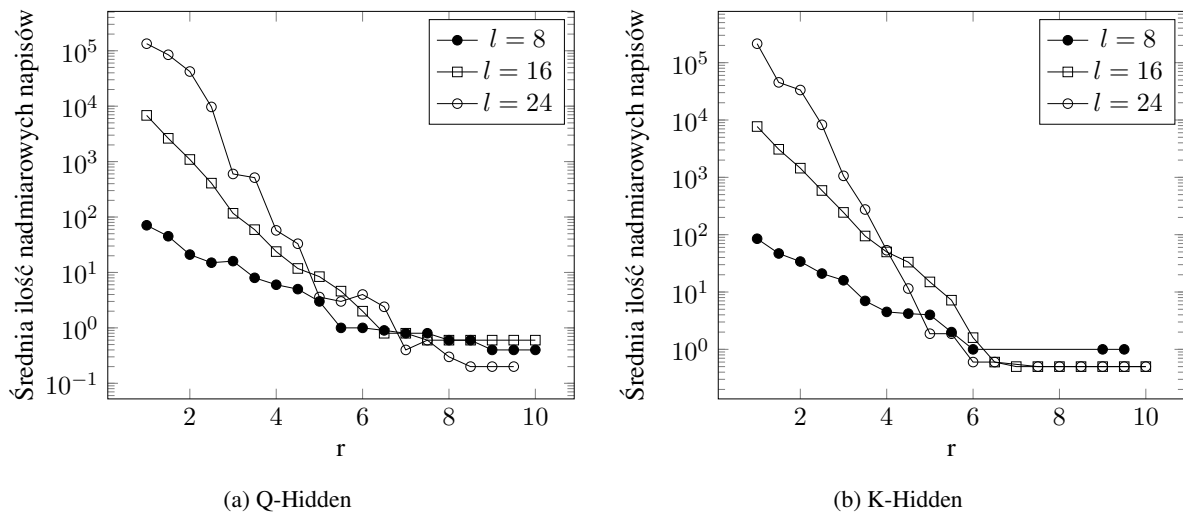 Średnia ilość nadmiarowych napisów
10^5
10^4
10^3
10^2
10^1
10^0
10^−1
2
4
6
8
10
r
l = 8
l = 16
l = 24
(a) Q-Hidden
Średnia ilość nadmiarowych napisów
10^5
10^4
10^3
10^2
10^1
10^0
2
4
6
8
10
r
l = 8
l = 16
l = 24
(b) K-Hidden